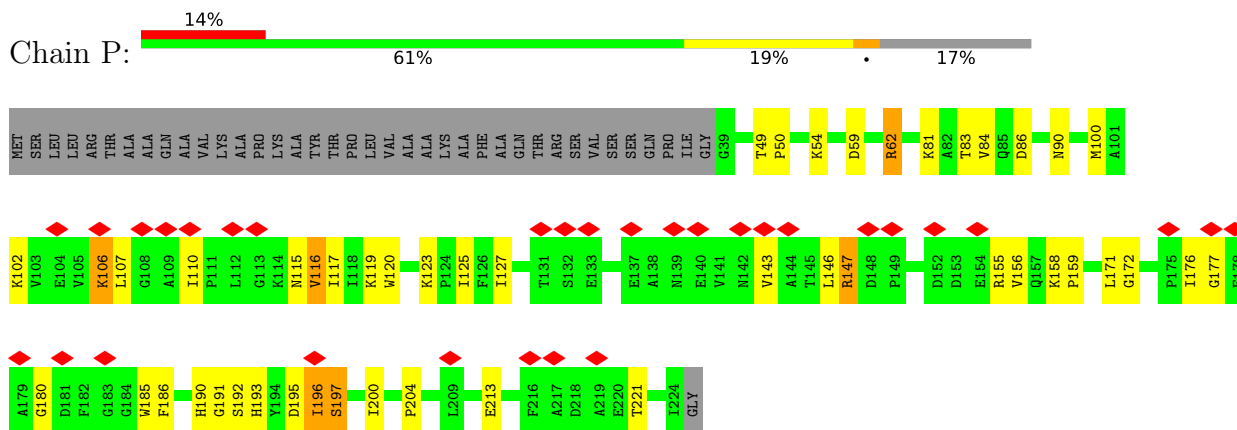 14%
Chain P:
61% 19% • 17%
MET SER LEU LEU ARG THR ALA ALA GLN ALA VAL LYS ALA PRO LYS ALA TYR THR PRO LEU VAL ALA ALA LYS ALA PHE ALA GLN THR ARG SER VAL SER SER GLN PRO ILE GLY G39 T49 P50 K54 D59 R62 K81 A82 T83 V84 Q85 D86 N90 M100 A101
K102 V103 E104 V105 K106 L107 G108 A109 I110 P111 L112 G113 K114 N115 V116 I117 I118 K119 W120 K123 P124 I125 F126 I127 T131 S132 E133 E137 A138 N139 E140 V141 N142 V143 A144 T145 L146 R147 D148 P149 D152 D153 E154 R155 V156 Q157 K158 P159 L171 G172 P175 I176 G177
A179 G180 D181 F182 G183 G184 W185 F186 H190 G191 S192 H193 Y194 D195 I196 S197 I200 P204 L209 E213 F216 A217 D218 A219 E220 T221 I224 GLY